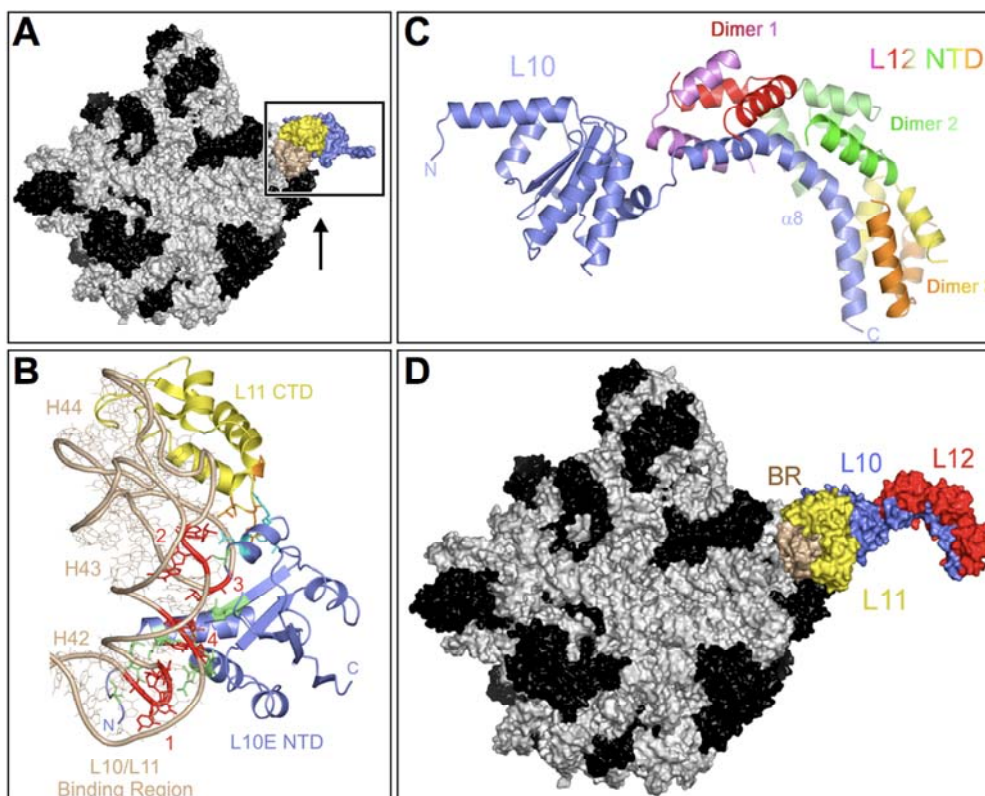 A
C
Dimer 1
L10
L12 NTD
Dimer 2
N
α8
Dimer
C
B
L11 CTD
H44
2
H43
3
H42
4
C
N
L10E NTD
1
L10/L11
Binding Region
D
L12
L10
BR
L11